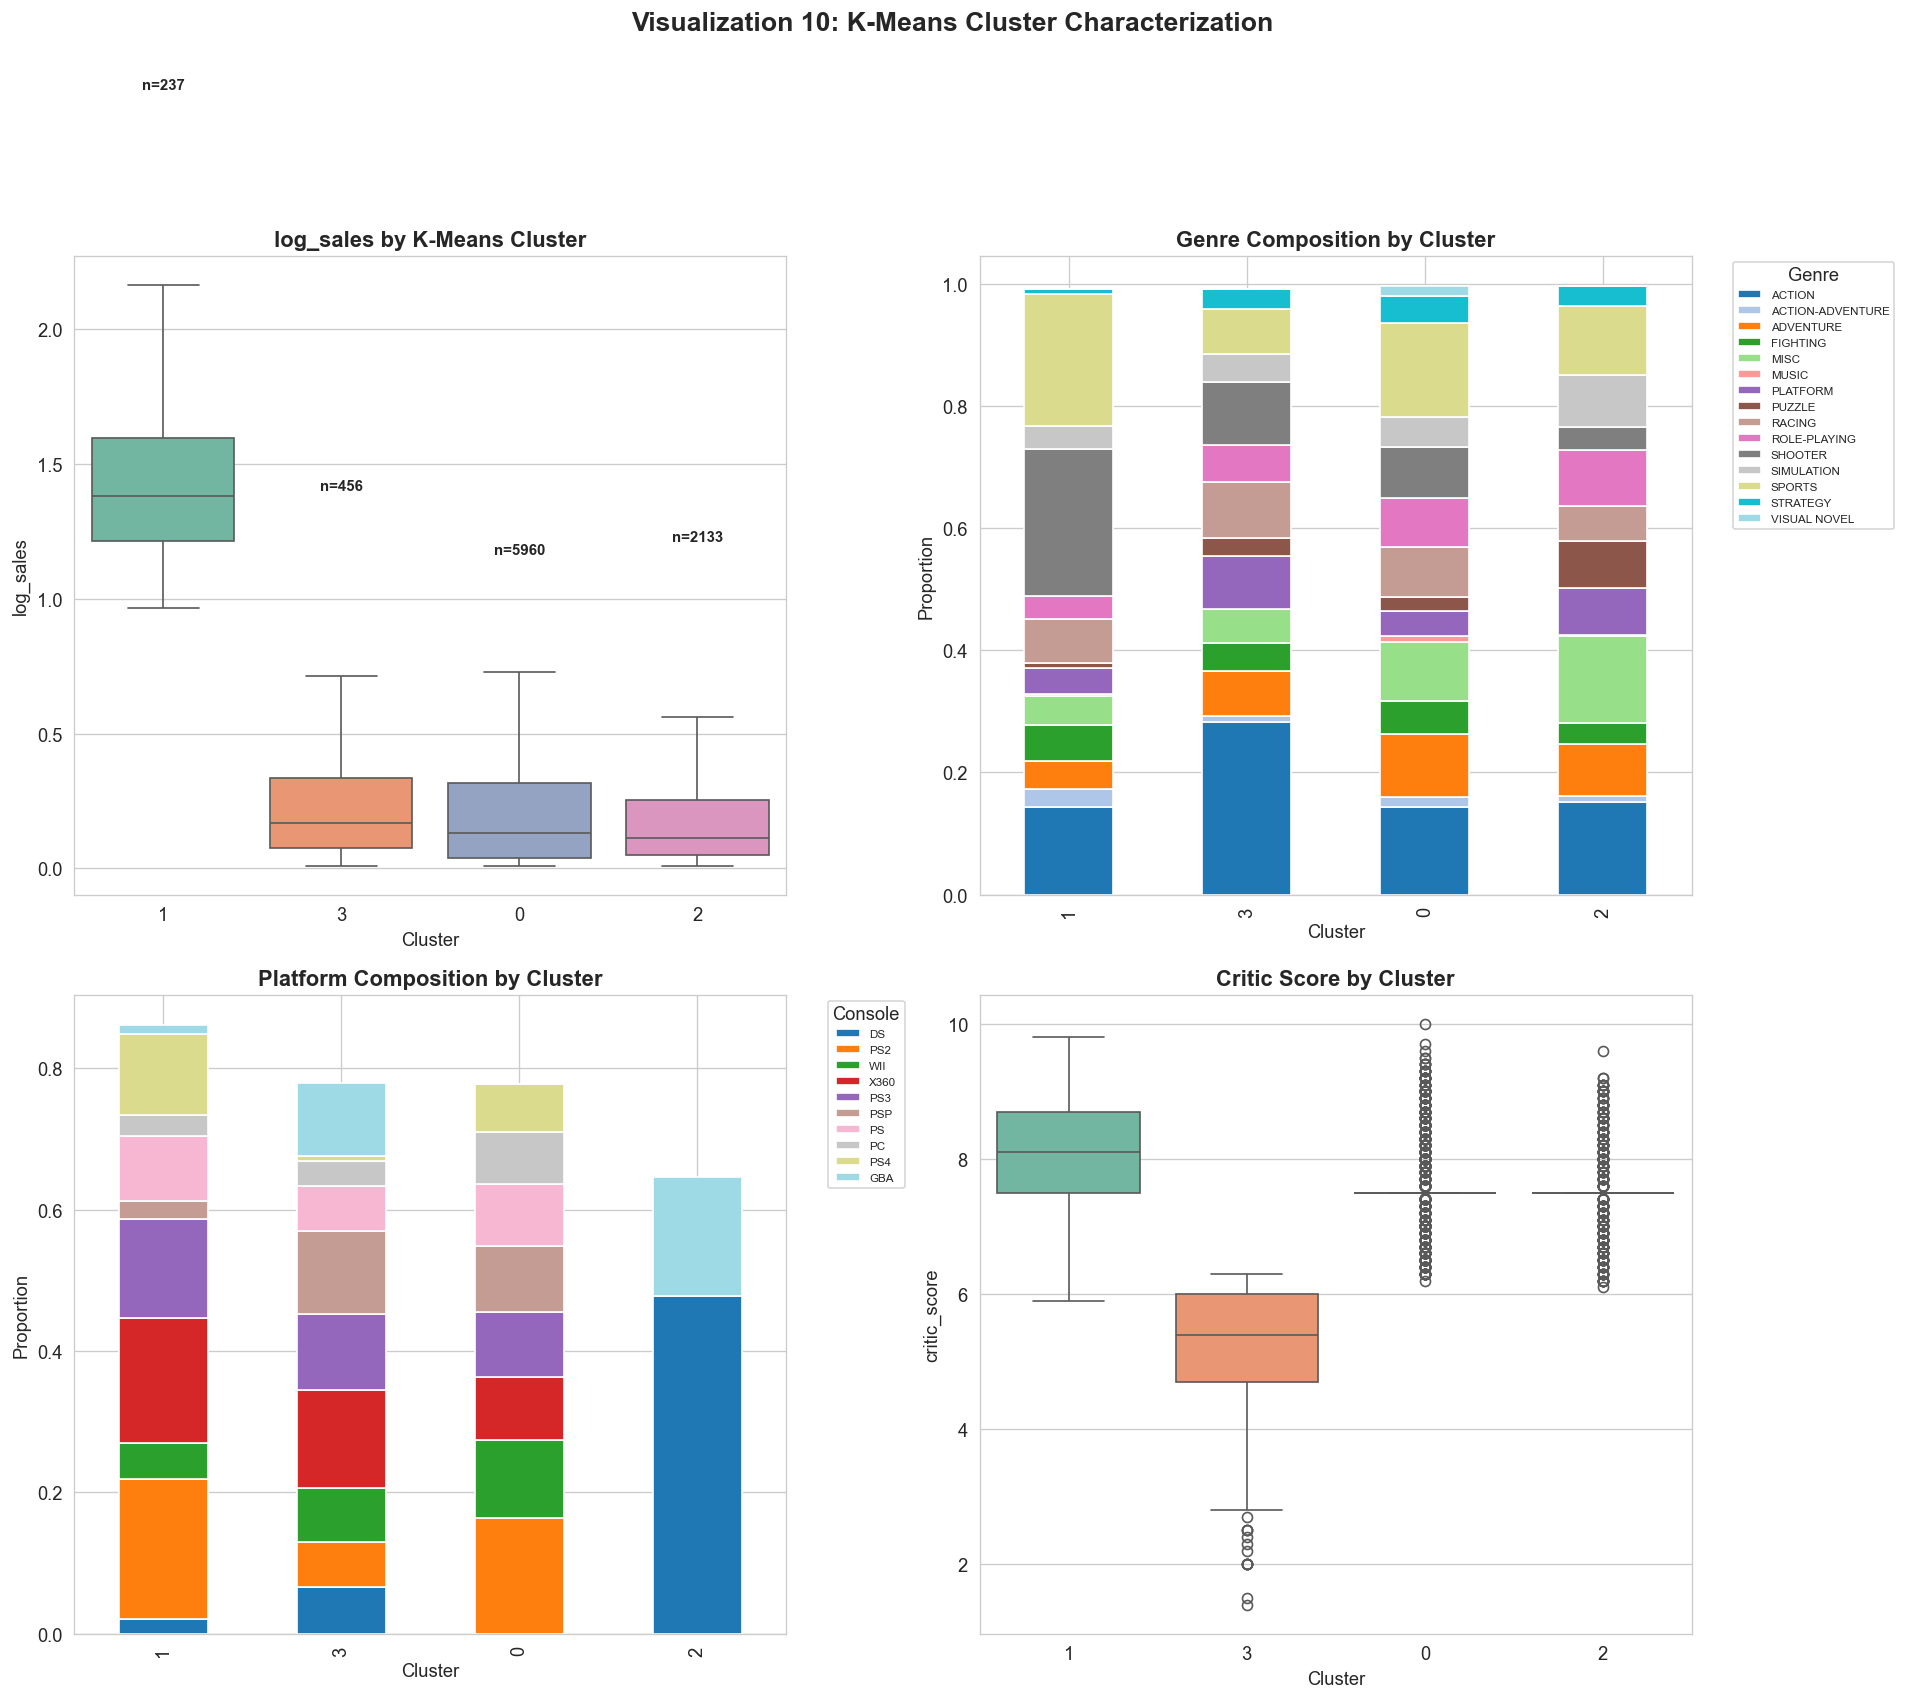 Visualization 10: K-Means Cluster Characterization
n=237
log_sales by K-Means Cluster
2.0
1.5
1.0
0.5
0.0
log_sales
n=456
n=5960
n=2133
1
3
0
2
Cluster
Genre Composition by Cluster
1.0
0.8
0.6
0.4
0.2
0.0
Proportion
1
3
0
2
Cluster
Genre
ACTION
ACTION-ADVENTURE
ADVENTURE
FIGHTING
MISC
MUSIC
PLATFORM
PUZZLE
RACING
ROLE-PLAYING
SHOOTER
SIMULATION
SPORTS
STRATEGY
VISUAL NOVEL
Platform Composition by Cluster
0.8
0.6
0.4
0.2
0.0
Proportion
1
3
0
2
Cluster
Console
DS
PS2
WII
X360
PS3
PSP
PS
PC
PS4
GBA
Critic Score by Cluster
10
8
6
4
2
critic_score
1
3
0
2
Cluster